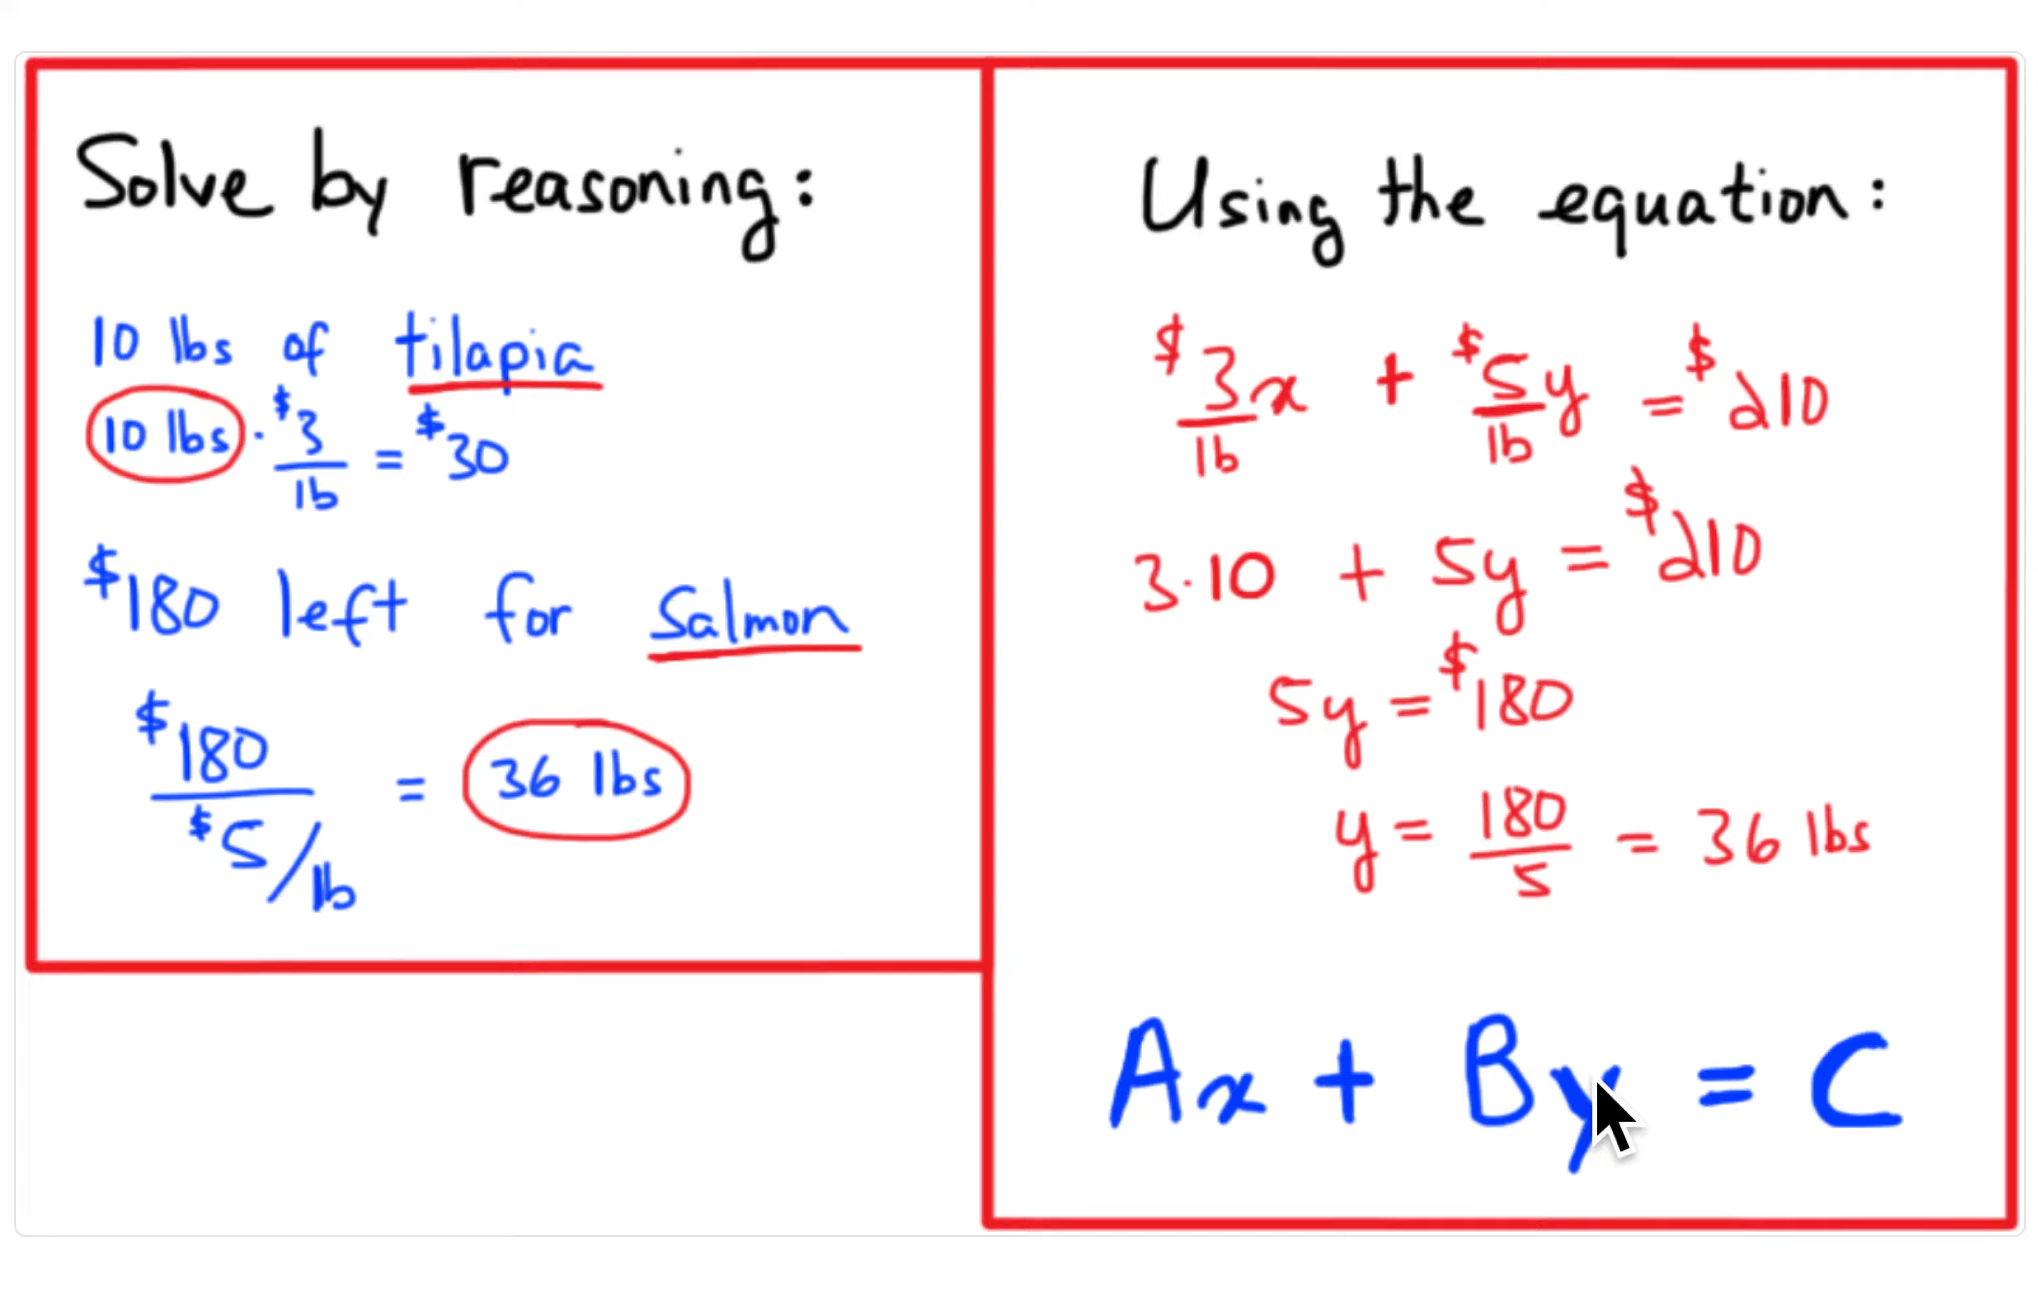 Solve by reasoning:
10 lbs of tilapia
10 lbs · $3/lb = $30
$180 left for Salmon
$180 / $5/lb = 36 lbs
Using the equation:
$3/lb x + $5/lb y = $210
3·10 + 5y = $210
5y = $180
y = 180/5 = 36 lbs
Ax + By = C